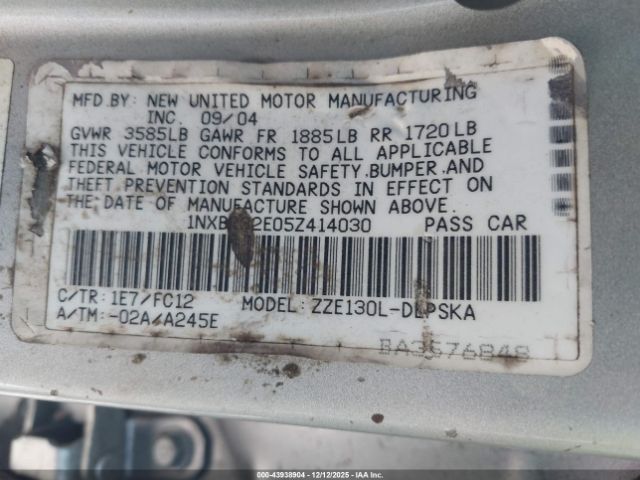 MFD.BY: NEW UNITED MOTOR MANUFACTURING
INC. 09/04
GVWR 3585LB GAWR FR 1885LB RR 1720LB
THIS VEHICLE CONFORMS TO ALL APPLICABLE
FEDERAL MOTOR VEHICLE SAFETY,BUMPER,AND
THEFT PREVENTION STANDARDS IN EFFECT ON
THE DATE OF MANUFACTURE SHOWN ABOVE.
PASS CAR
C/TR: 1E7/FC12 MODEL: ZZE130L-DEPSKA
A/TM: -02A/A245E
BA3576848
000-43938904 - 12/12/2025 - IAA Inc.